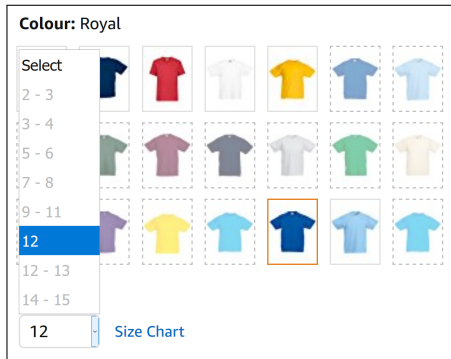 Colour: Royal
Select
2 - 3
3 - 4
5 - 6
7 - 8
9 - 11
12
12 - 13
14 - 15
12
Size Chart